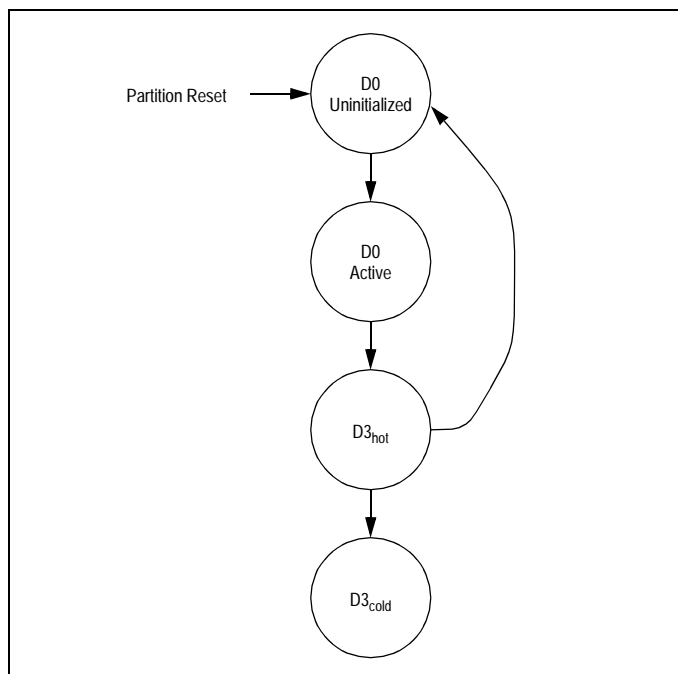 D0
Uninitialized
Partition Reset
D0
Active
D3hot
D3cold